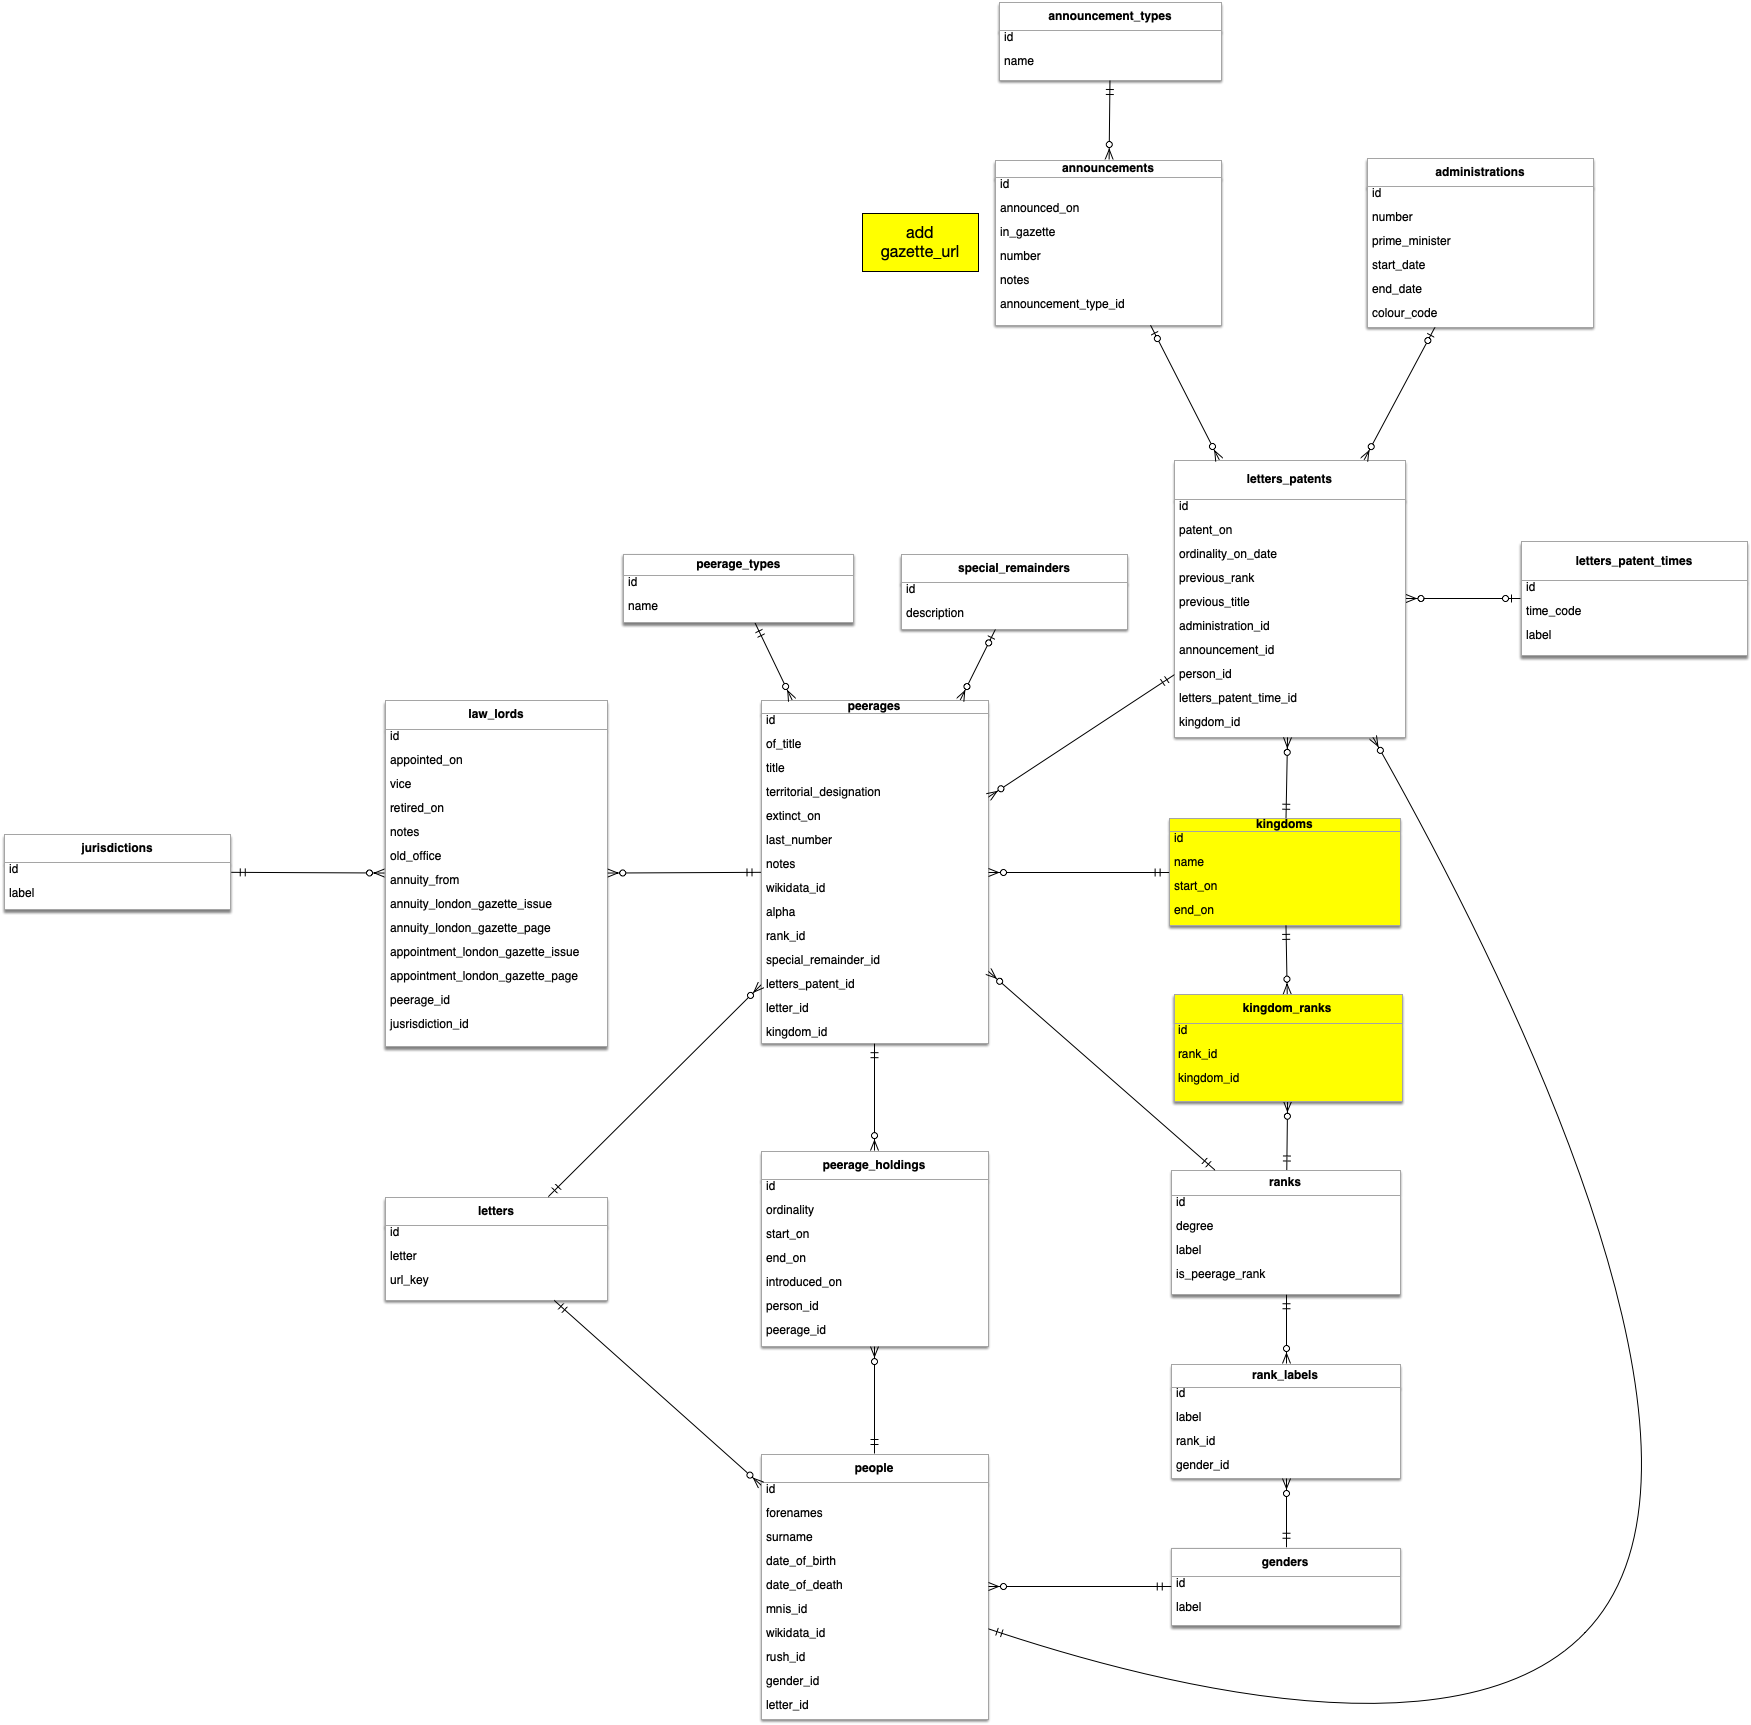 announcement_types
id
name
announcements
id
announced_on
in_gazette
number
notes
announcement_type_id
add
gazette_url
administrations
id
number
prime_minister
start_date
end_date
colour_code
letters_patents
id
patent_on
ordinality_on_date
previous_rank
previous_title
administration_id
announcement_id
person_id
letters_patent_time_id
kingdom_id
letters_patent_times
id
time_code
label
peerage_types
id
name
special_remainders
id
description
peerages
id
of_title
title
territorial_designation
extinct_on
last_number
notes
wikidata_id
alpha
rank_id
special_remainder_id
letters_patent_id
letter_id
kingdom_id
law_lords
id
appointed_on
vice
retired_on
notes
old_office
annuity_from
annuity_london_gazette_issue
annuity_london_gazette_page
appointment_london_gazette_issue
appointment_london_gazette_page
peerage_id
jusrisdiction_id
jurisdictions
id
label
kingdoms
id
name
start_on
end_on
kingdom_ranks
id
rank_id
kingdom_id
peerage_holdings
id
ordinality
start_on
end_on
introduced_on
person_id
peerage_id
ranks
id
degree
label
is_peerage_rank
letters
id
letter
url_key
rank_labels
id
label
rank_id
gender_id
people
id
forenames
surname
date_of_birth
date_of_death
mnis_id
wikidata_id
rush_id
gender_id
letter_id
genders
id
label